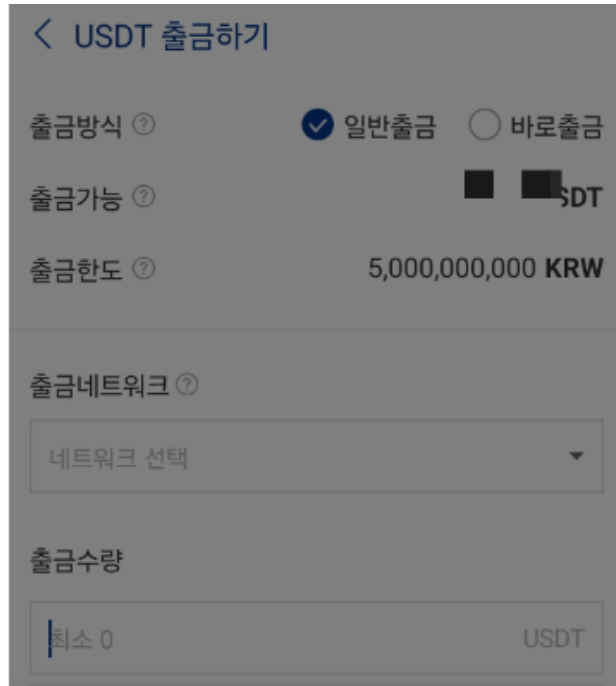 USDT 출금하기
출금방식 일반출금 바로출금
출금가능 SDT
출금한도 5,000,000,000 KRW
출금네트워크
네트워크 선택
출금수량
최소 0 USDT